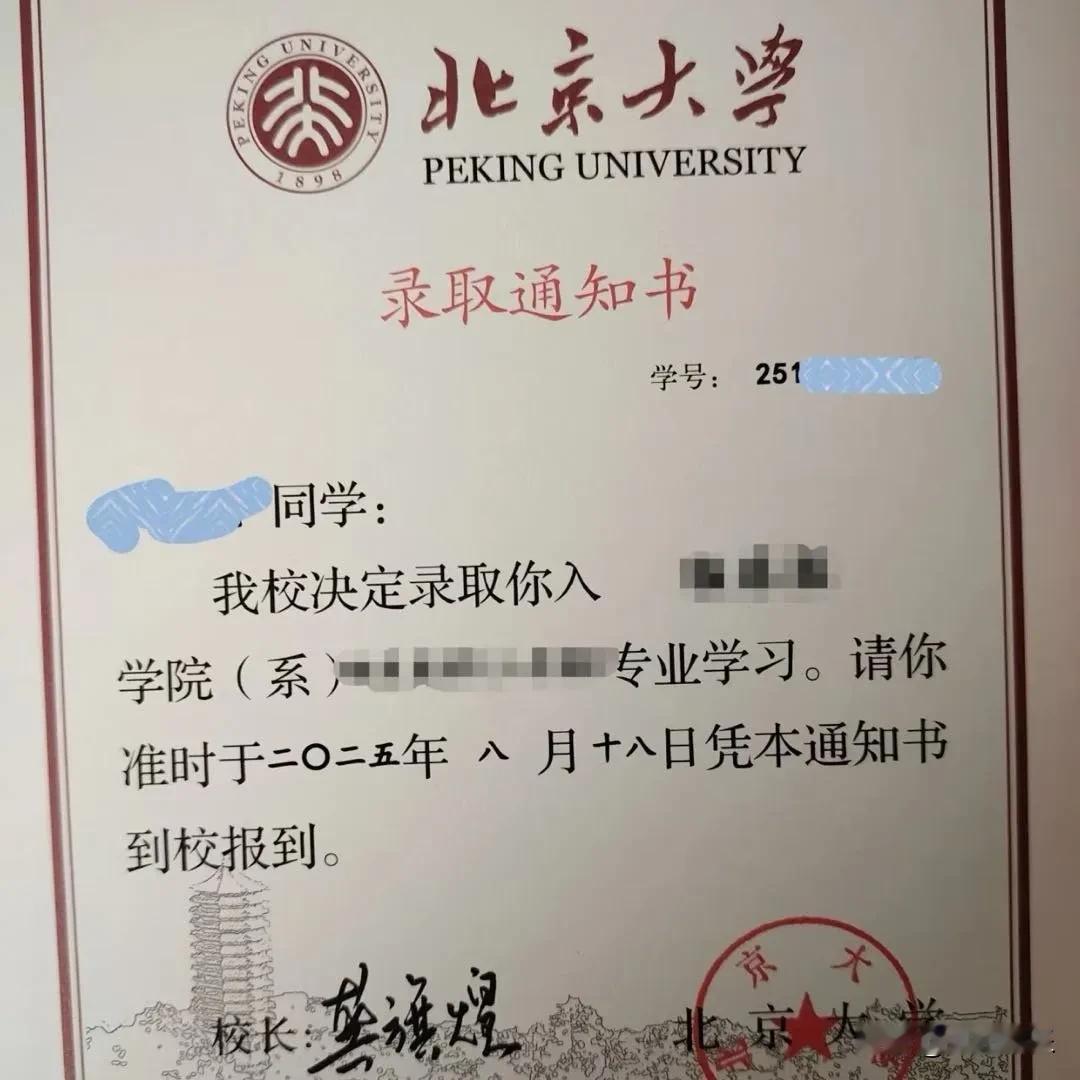 PEKING UNIVERSITY
1898
北京大学
PEKING UNIVERSITY
录取通知书
学号： 251
同学：
我校决定录取你入
学院（系）专业学习。请你
准时于二〇二五年 八 月十八日凭本通知书
到校报到。
校长：龚旗煌
北京大学
京 大